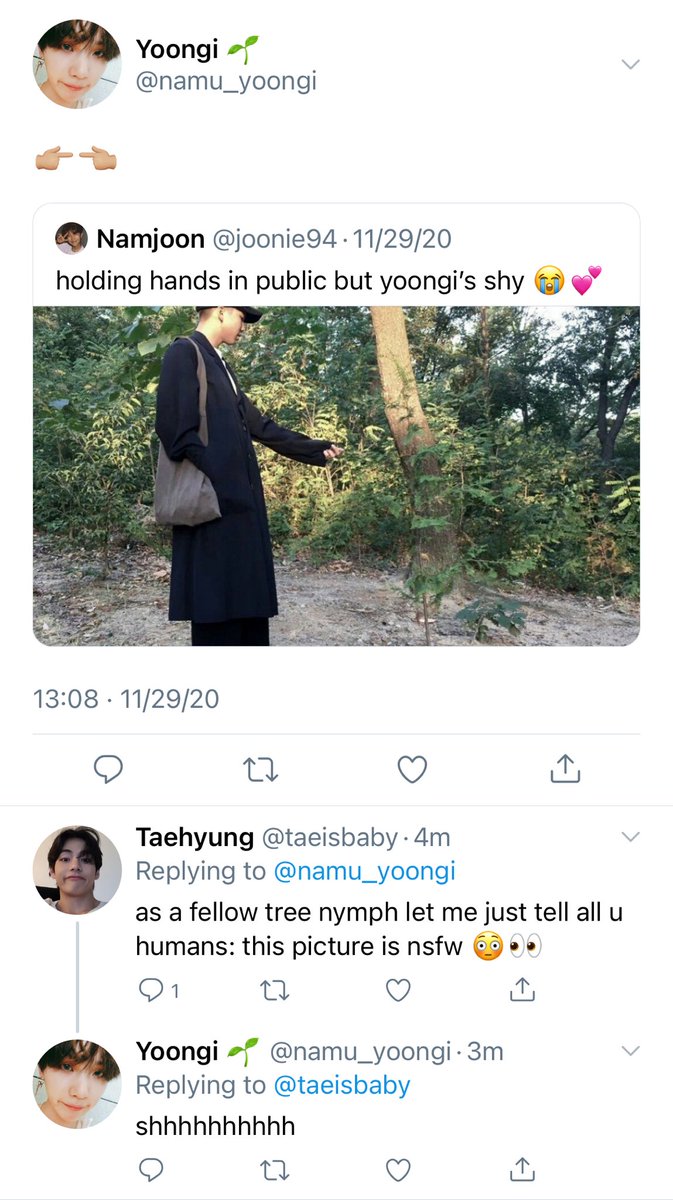 Yoongi 🌱
@namu_yoongi
👉🏼👈🏼
Namjoon @joonie94 · 11/29/20
holding hands in public but yoongi’s shy 😭💕
13:08 · 11/29/20
Taehyung @taeisbaby · 4m
Replying to @namu_yoongi
as a fellow tree nymph let me just tell all u
humans: this picture is nsfw 😳👀
1
Yoongi 🌱 @namu_yoongi · 3m
Replying to @taeisbaby
shhhhhhhhhh